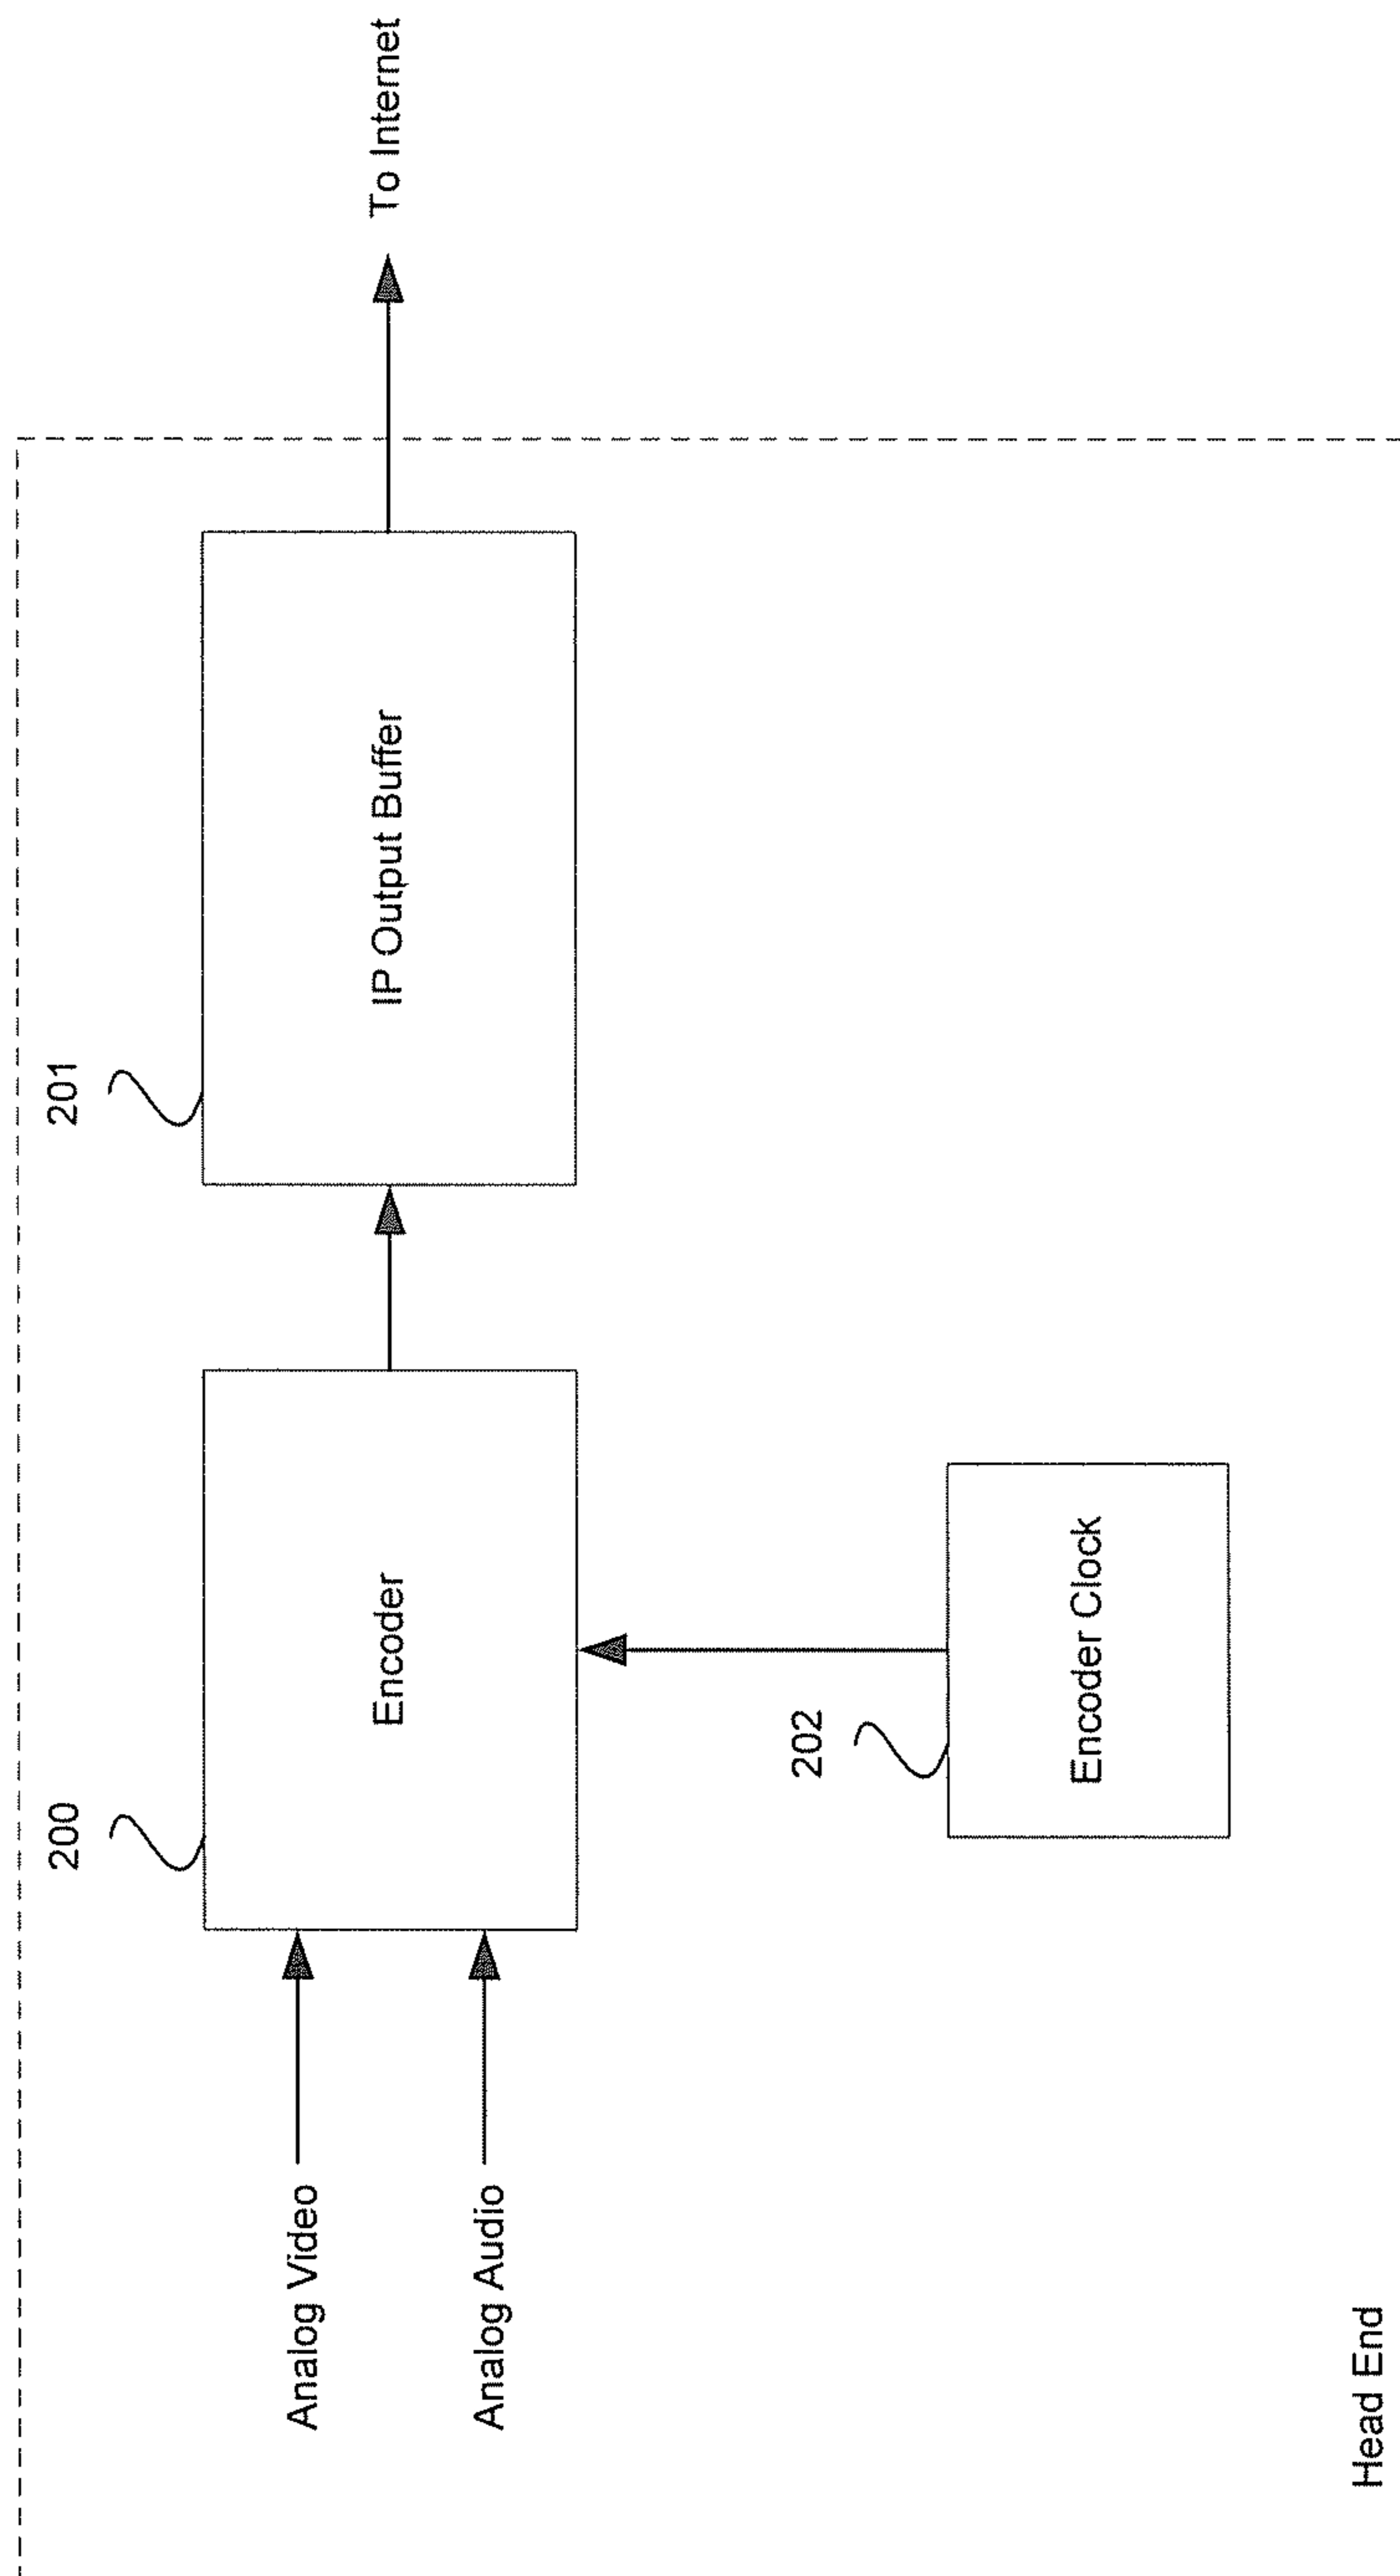 200
201
Analog Video
Analog Audio
Encoder
IP Output Buffer
To Internet
202
Encoder Clock
Head End